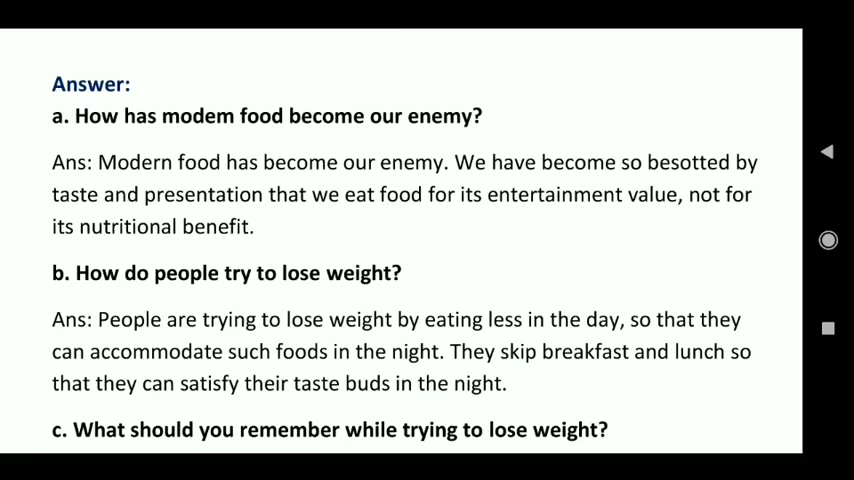 Answer:
a. How has modem food become our enemy?
Ans: Modern food has become our enemy. We have become so besotted by
taste and presentation that we eat food for its entertainment value, not for
its nutritional benefit.
b. How do people try to lose weight?
Ans: People are trying to lose weight by eating less in the day, so that they
can accommodate such foods in the night. They skip breakfast and lunch so
that they can satisfy their taste buds in the night.
c. What should you remember while trying to lose weight?